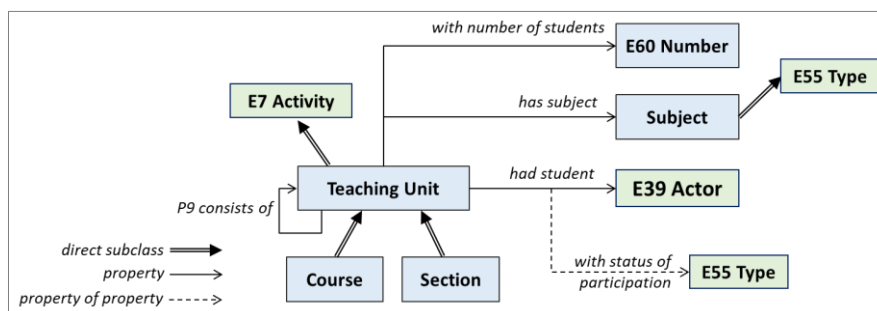 with number of students
E60 Number
E55 Type
E7 Activity
has subject
Subject
Teaching Unit
had student
E39 Actor
P9 consists of
direct subclass
property
property of property
Course
Section
with status of
participation
E55 Type